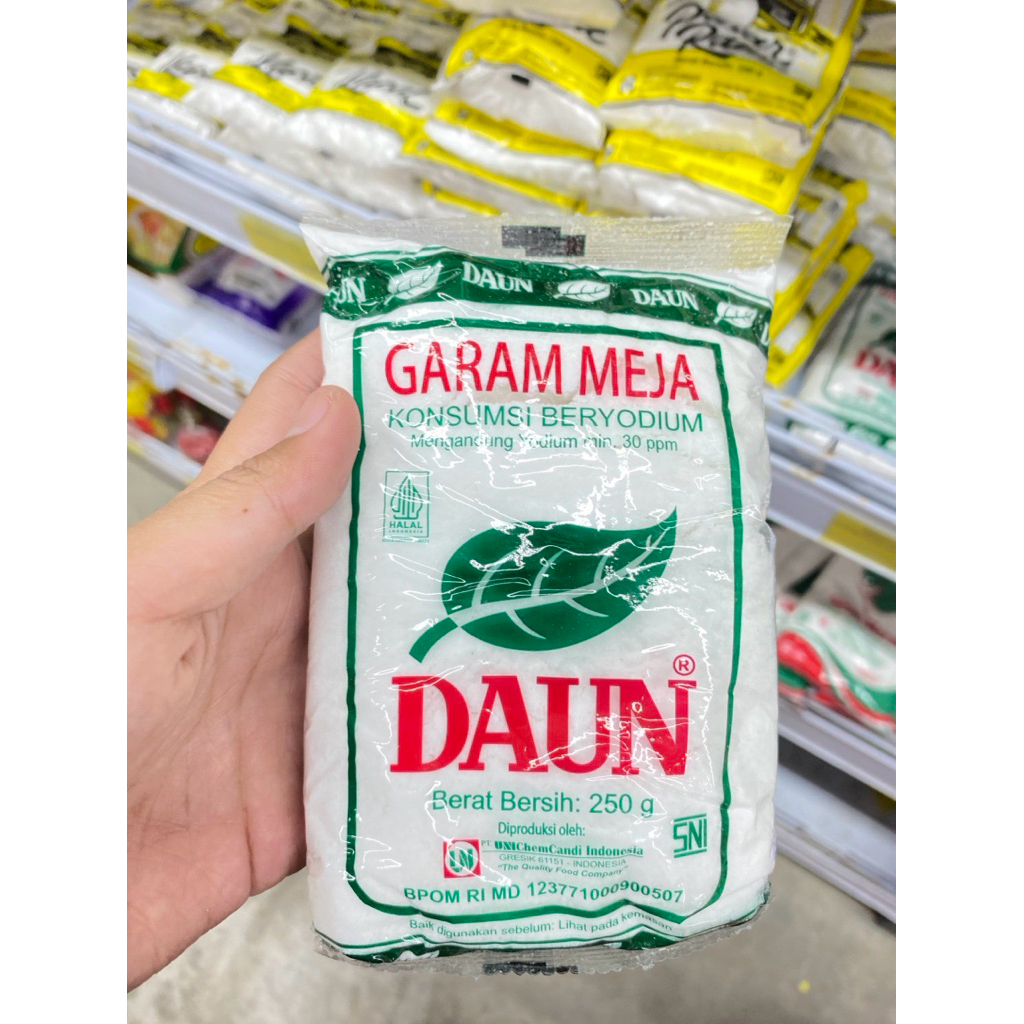 DAUN
DAUN
GARAM MEJA
KONSUMSI BERYODIUM
Mengandung Yodium min. 30 ppm
HALAL
INDONESIA
DAUN®
Berat Bersih: 250 g
Diproduksi oleh:
UN
PT. UNIChemCandi Indonesia
GRESIK 61151 - INDONESIA
"The Quality Food Company"
SNI
BPOM RI MD 123771000900507
Baik digunakan sebelum: Lihat pada kemasan